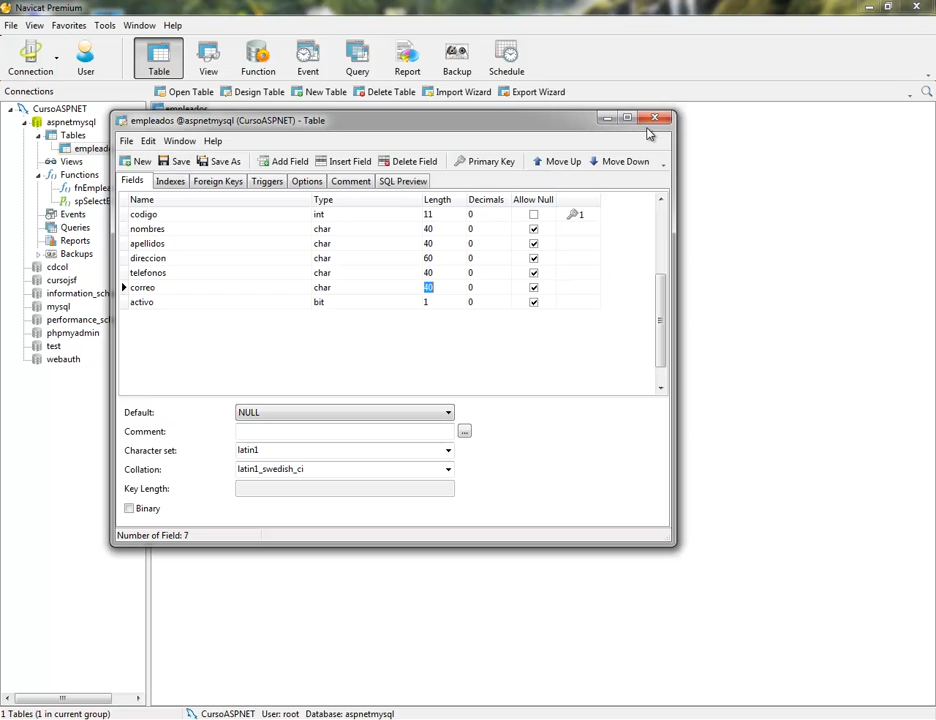 Navicat Premium
File View Favorites Tools Window Help
Connection User Table View Function Event Query Report Backup Schedule
Connections
Open Table Design Table New Table Delete Table Import Wizard Export Wizard
CursoASPNET
aspnetmysql
Tables
emplead
Views
Functions
fnEmplea
spSelectE
Events
Queries
Reports
Backups
cdcol
cursojsf
information_sch
mysql
performance_sc
phpmyadmin
test
webauth
empleados @aspnetmysql (CursoASPNET) - Table
File Edit Window Help
New Save Save As Add Field Insert Field Delete Field Primary Key Move Up Move Down
Fields Indexes Foreign Keys Triggers Options Comment SQL Preview
Name Type Length Decimals Allow Null
codigo int 11 0 1
nombres char 40 0
apellidos char 40 0
direccion char 60 0
telefonos char 40 0
correo char 40 0
activo bit 1 0
Default: NULL
Comment: ...
Character set: latin1
Collation: latin1_swedish_ci
Key Length:
Binary
Number of Field: 7
1 Tables (1 in current group) CursoASPNET User: root Database: aspnetmysql